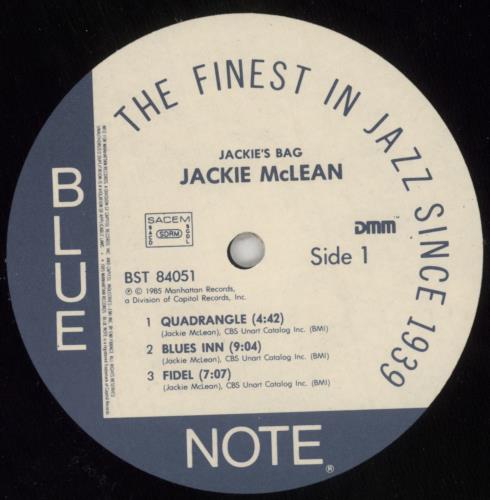 THE FINEST IN JAZZ SINCE 1939
JACKIE'S BAG
JACKIE McLEAN
SACEM
SACD
SDRM
SGDL
DMM™
Side 1
BST 84051
℗ © 1985 Manhattan Records,
a Division of Capitol Records, Inc.
1 QUADRANGLE (4:42)
(Jackie McLean), CBS Unart Catalog Inc. (BMI)
2 BLUES INN (9:04)
(Jackie McLean), CBS Unart Catalog Inc. (BMI)
3 FIDEL (7:07)
(Jackie McLean), CBS Unart Catalog Inc. (BMI)
BLUE
NOTE®